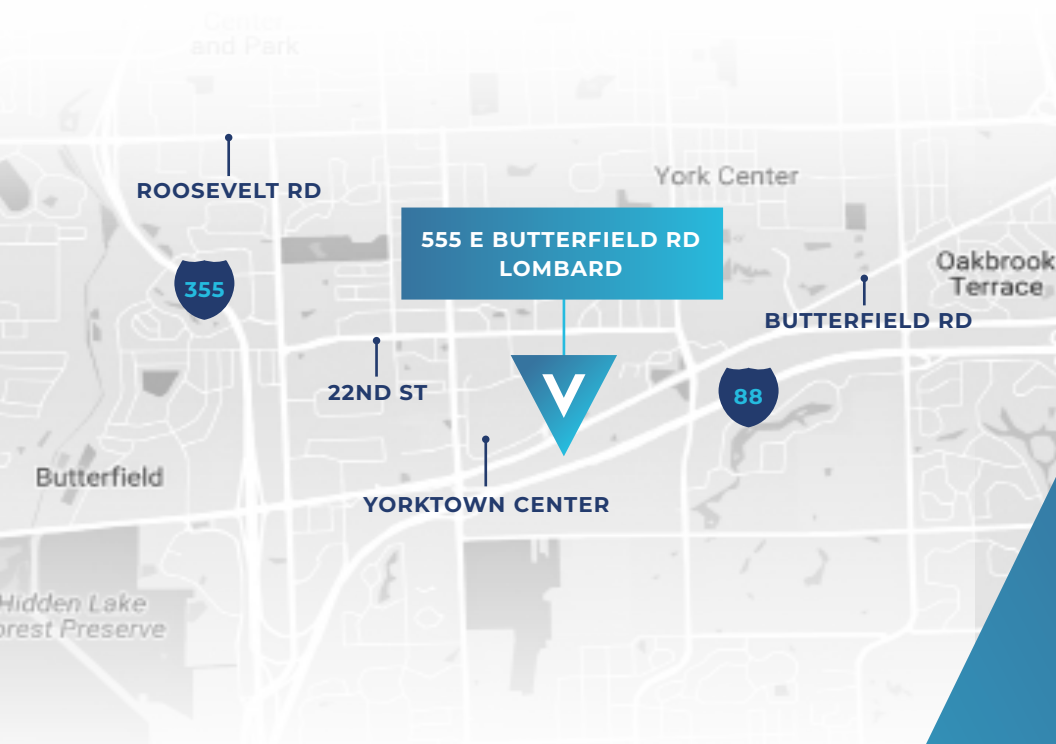 Center
and Park
York Center
ROOSEVELT RD
555 E BUTTERFIELD RD
LOMBARD
Oakbrook
Terrace
355
BUTTERFIELD RD
22ND ST
V
88
Butterfield
YORKTOWN CENTER
Hidden Lake
orest Preserve